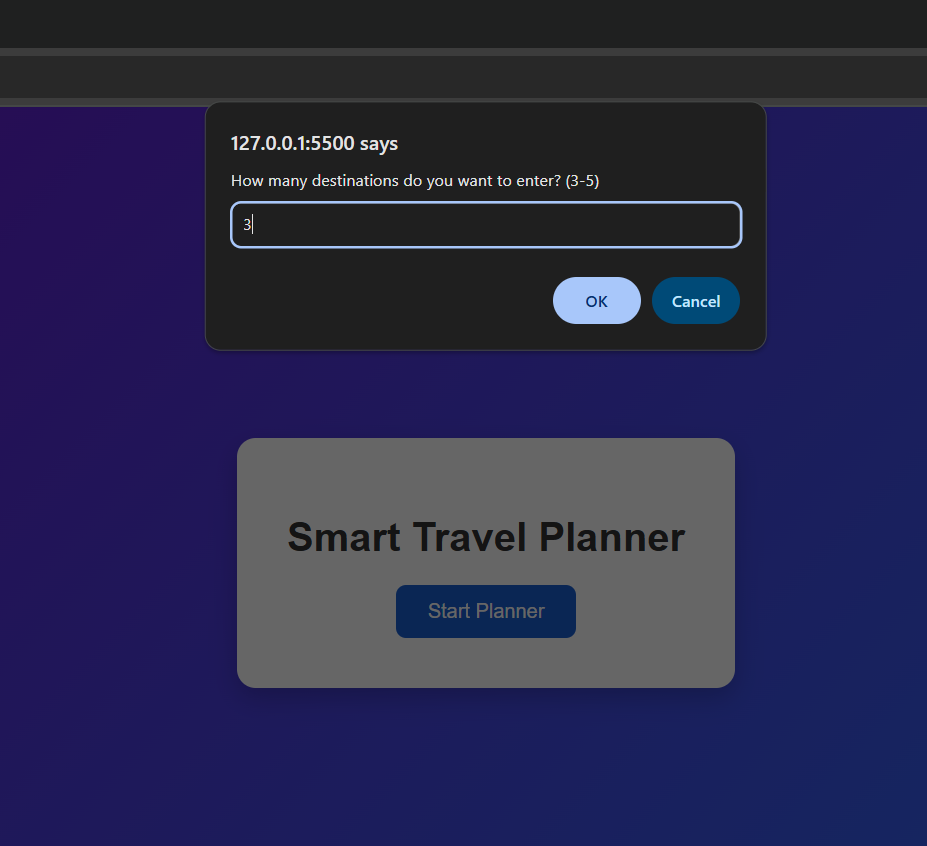 127.0.0.1:5500 says
How many destinations do you want to enter? (3-5)
3
OK
Cancel
Smart Travel Planner
Start Planner